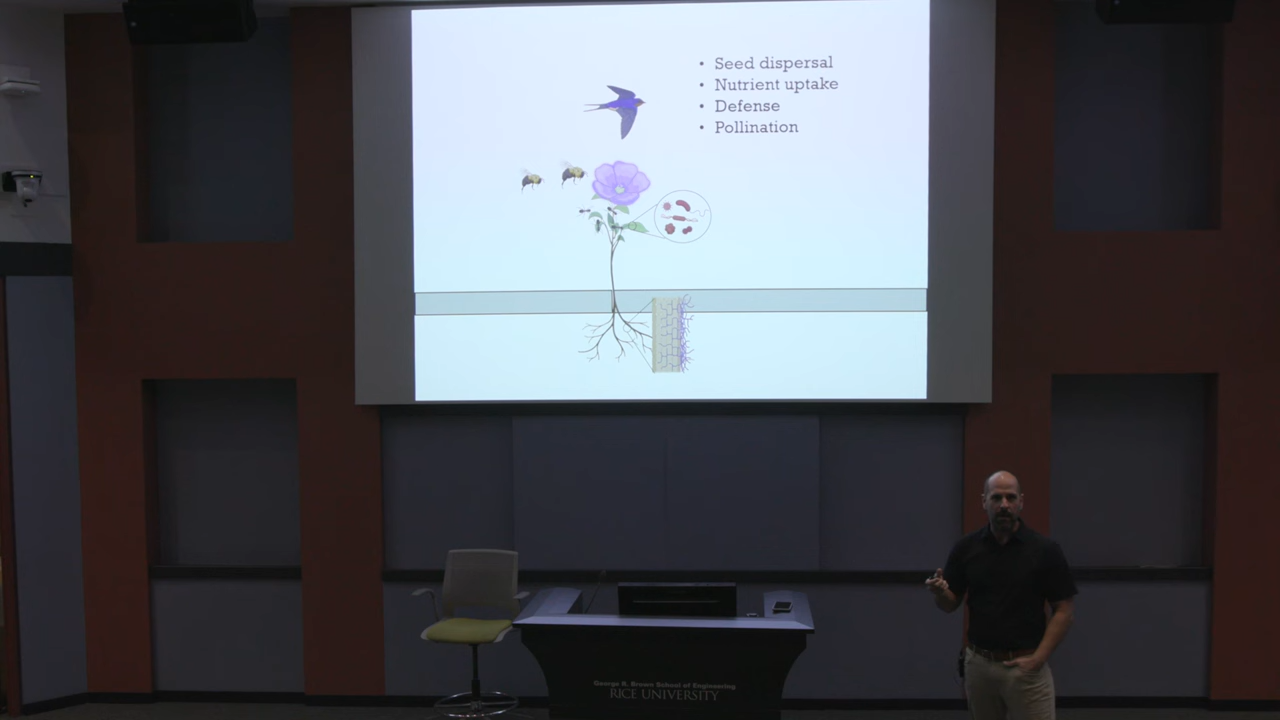 • Seed dispersal
• Nutrient uptake
• Defense
• Pollination
George R. Brown School of Engineering
RICE UNIVERSITY